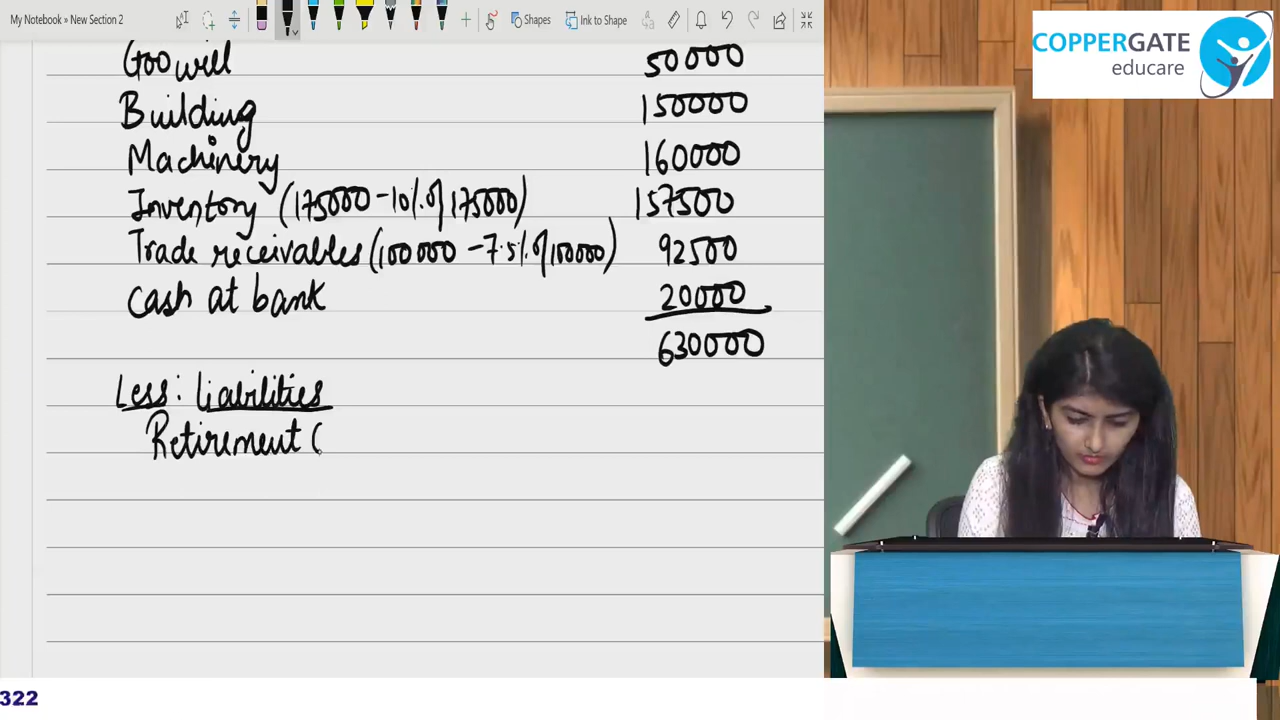 My Notebook » New Section 2
Shapes
Ink to Shape
COPPERGATE
educare
Goowill 50000
Building 150000
Machinery 160000
Inventory (175000 - 10% of 175000) 157500
Trade receivables (100000 - 7.5% of 100000) 92500
Cash at bank 20000
630000
Less: Liabilities
Retirement (
322